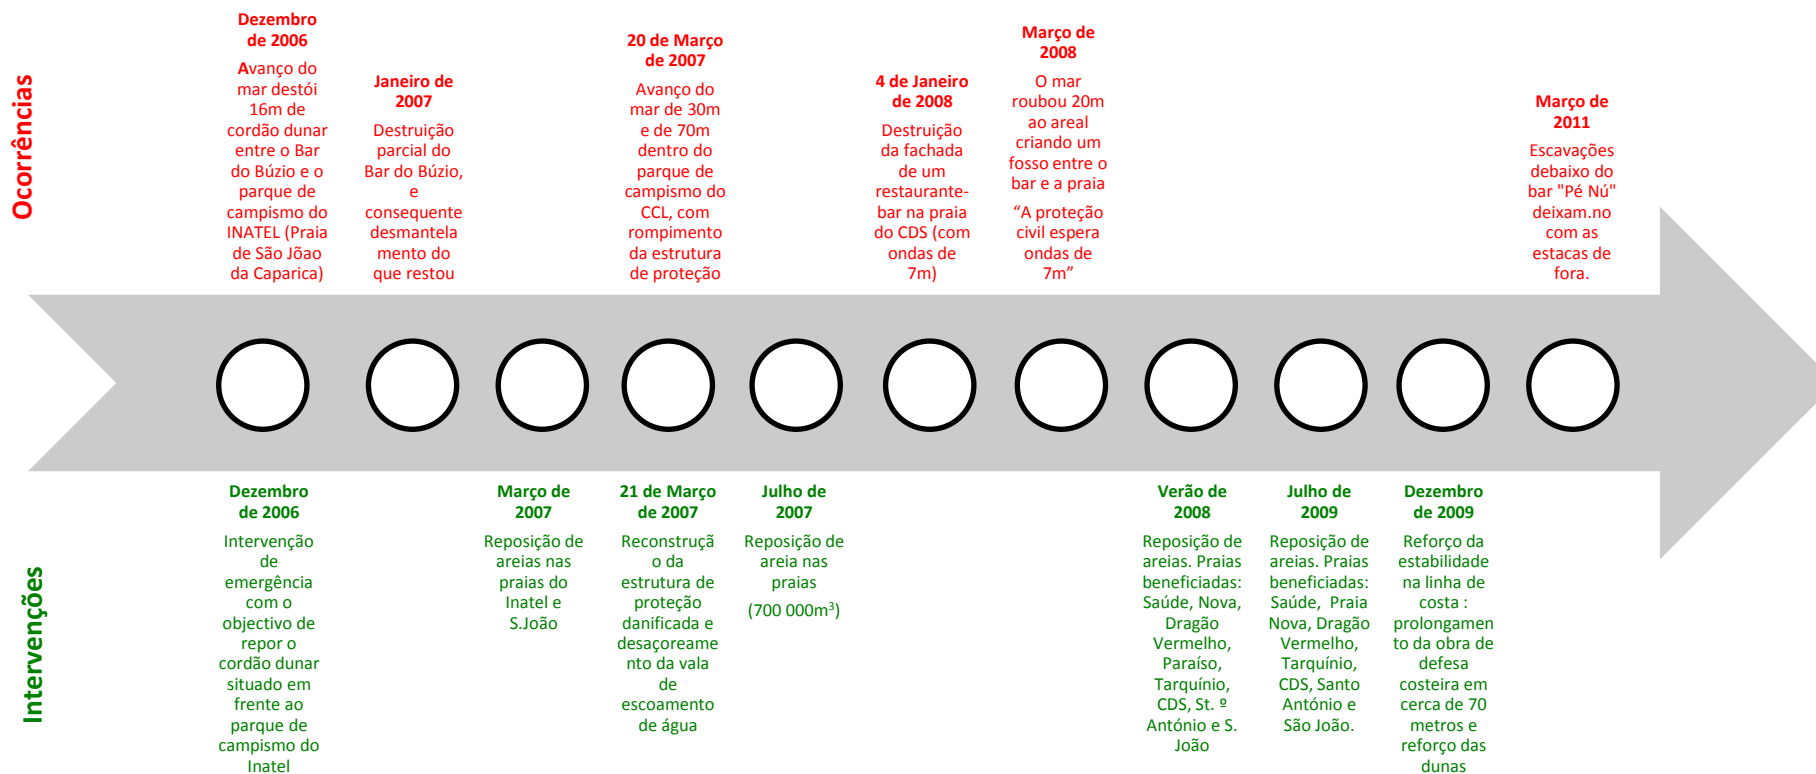 Ocorrências
Dezembro
de 2006
Avanço do
mar destói
16m de
cordão dunar
entre o Bar
do Búzio e o
parque de
campismo do
INATEL (Praia
de São Jõao
da Caparica)
Janeiro de
2007
Destruição
parcial do
Bar do Búzio,
e
consequente
desmantela
mento do
que restou
20 de Março
de 2007
Avanço do
mar de 30m
e de 70m
dentro do
parque de
campismo do
CCL, com
rompimento
da estrutura
de proteção
4 de Janeiro
de 2008
Destruição
da fachada
de um
restaurante-
bar na praia
do CDS (com
ondas de
7m)
Março de
2008
O mar
roubou 20m
ao areal
criando um
fosso entre o
bar e a praia
“A proteção
civil espera
ondas de
7m”
Março de
2011
Escavações
debaixo do
bar "Pé Nú"
deixam.no
com as
estacas de
fora.
Intervenções
Dezembro
de 2006
Intervenção
de
emergência
com o
objectivo de
repor o
cordão dunar
situado em
frente ao
parque de
campismo do
Inatel
Março de
2007
Reposição de
areias nas
praias do
Inatel e
S.João
21 de Março
de 2007
Reconstruçã
o da
estrutura de
proteção
danificada e
desaçoreame
nto da vala
de
escoamento
de água
Julho de
2007
Reposição de
areia nas
praias
(700 000m³)
Verão de
2008
Reposição de
areias. Praias
beneficiadas:
Saúde, Nova,
Dragão
Vermelho,
Paraíso,
Tarquínio,
CDS, St. º
António e S.
João
Julho de
2009
Reposição de
areias. Praias
beneficiadas:
Saúde, Praia
Nova, Dragão
Vermelho,
Tarquínio,
CDS, Santo
António e
São João.
Dezembro
de 2009
Reforço da
estabilidade
na linha de
costa :
prolongamen
to da obra de
defesa
costeira em
cerca de 70
metros e
reforço das
dunas